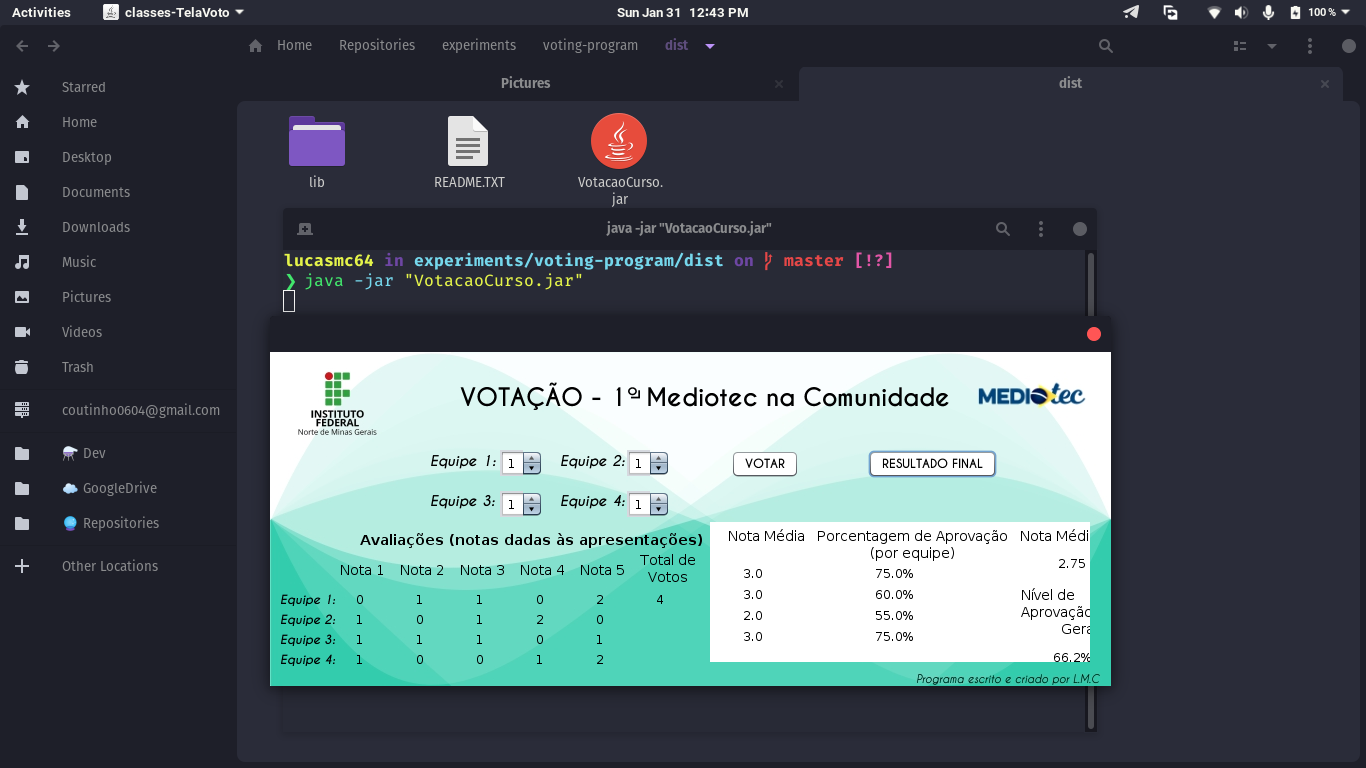 Activities
classes-TelaVoto
Sun Jan 31 12:43 PM
100 %
Home
Repositories
experiments
voting-program
dist
Pictures
dist
Starred
Home
Desktop
Documents
Downloads
Music
Pictures
Videos
Trash
coutinho0604@gmail.com
Dev
GoogleDrive
Repositories
Other Locations
lib
README.TXT
VotacaoCurso.
jar
java -jar "VotacaoCurso.jar"
lucasmc64 in experiments/voting-program/dist on master [!?]
❯ java -jar "VotacaoCurso.jar"
INSTITUTO
FEDERAL
Norte de Minas Gerais
VOTAÇÃO - 1ª Mediotec na Comunidade
MEDIOtec
Equipe 1: 1 Equipe 2: 1
VOTAR
RESULTADO FINAL
Equipe 3: 1 Equipe 4: 1
Avaliações (notas dadas às apresentações)
Nota 1 Nota 2 Nota 3 Nota 4 Nota 5
Total de
Votos
Equipe 1: 0 1 1 0 2 4
Equipe 2: 1 0 1 2 0
Equipe 3: 1 1 1 0 1
Equipe 4: 1 0 0 1 2
Nota Média
Porcentagem de Aprovação
(por equipe)
3.0 75.0%
3.0 60.0%
2.0 55.0%
3.0 75.0%
Nota Médi
2.75
Nível de
Aprovação
Gera
66.2%
Programa escrito e criado por L.M.C